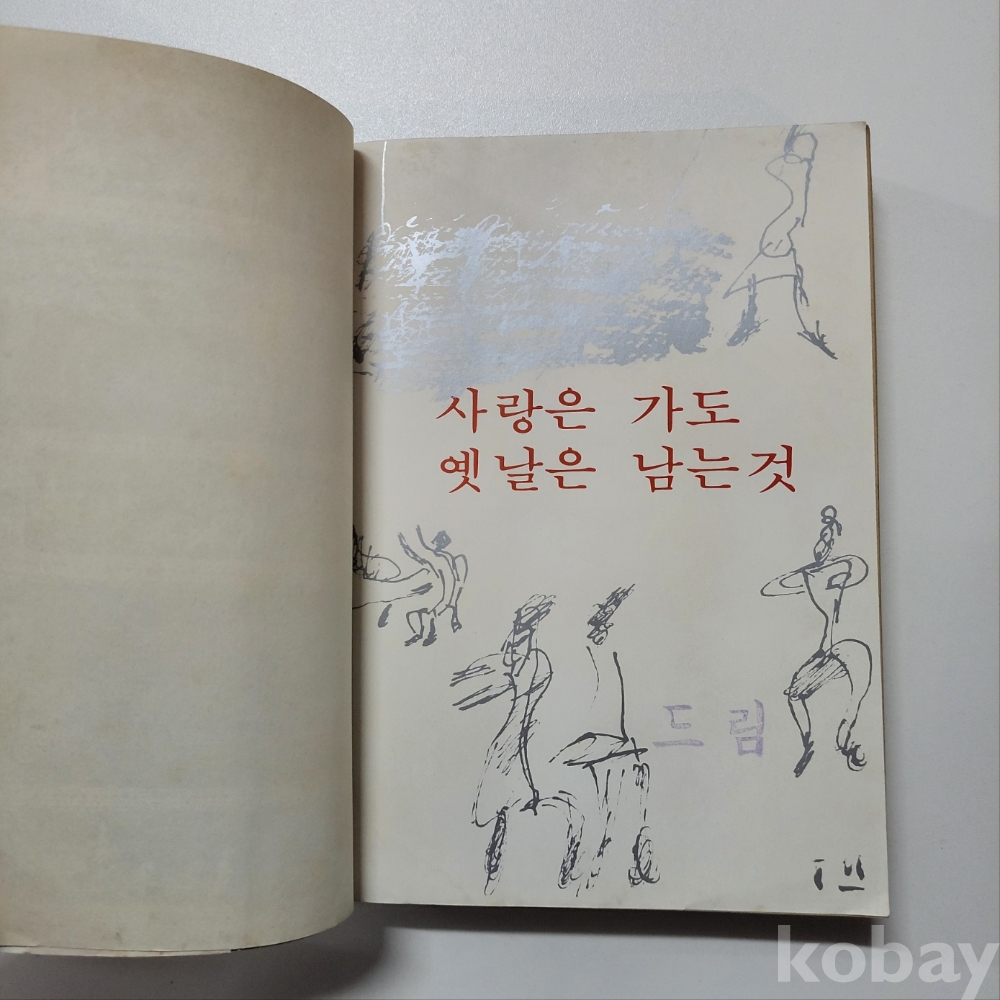 사랑은 가도
옛날은 남는것
드림
kobay